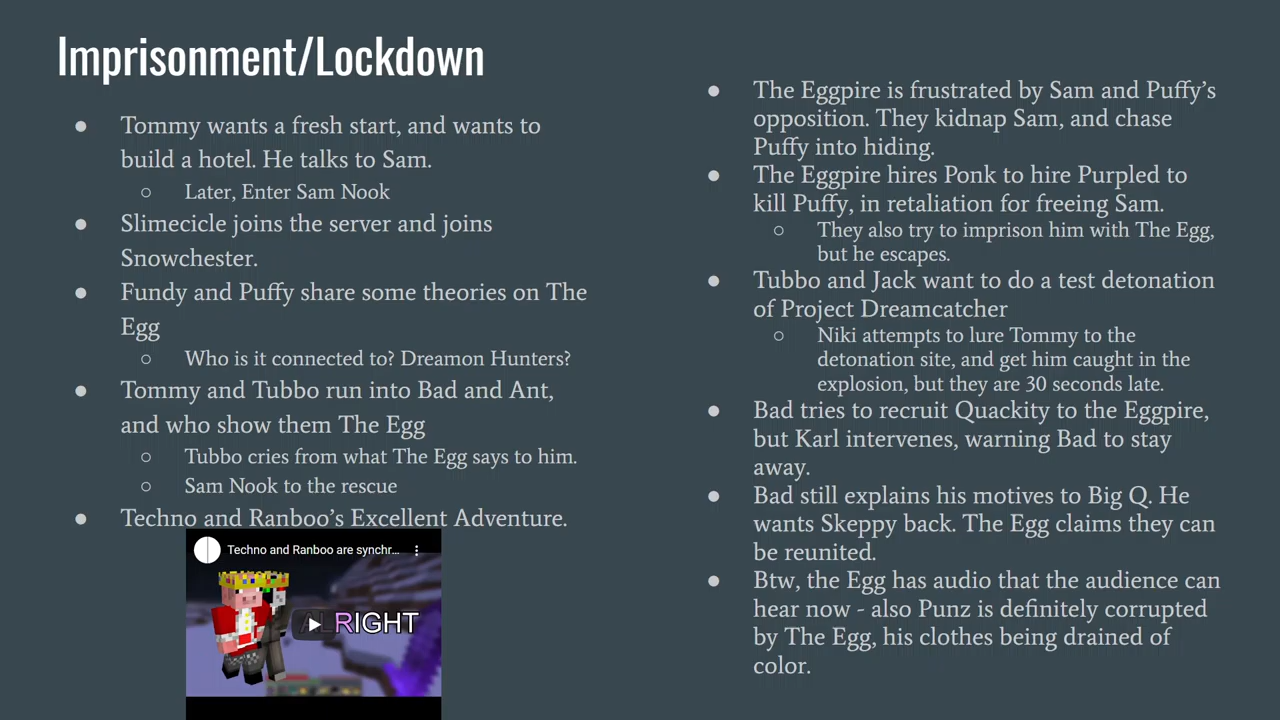 Imprisonment/Lockdown
● Tommy wants a fresh start, and wants to
build a hotel. He talks to Sam.
○ Later, Enter Sam Nook
● Slimecicle joins the server and joins
Snowchester.
● Fundy and Puffy share some theories on The
Egg
○ Who is it connected to? Dreamon Hunters?
● Tommy and Tubbo run into Bad and Ant,
and who show them The Egg
○ Tubbo cries from what The Egg says to him.
○ Sam Nook to the rescue
● Techno and Ranboo’s Excellent Adventure.
Techno and Ranboo are synchr...
ALRIGHT
● The Eggpire is frustrated by Sam and Puffy’s
opposition. They kidnap Sam, and chase
Puffy into hiding.
● The Eggpire hires Ponk to hire Purpled to
kill Puffy, in retaliation for freeing Sam.
○ They also try to imprison him with The Egg,
but he escapes.
● Tubbo and Jack want to do a test detonation
of Project Dreamcatcher
○ Niki attempts to lure Tommy to the
detonation site, and get him caught in the
explosion, but they are 30 seconds late.
● Bad tries to recruit Quackity to the Eggpire,
but Karl intervenes, warning Bad to stay
away.
● Bad still explains his motives to Big Q. He
wants Skeppy back. The Egg claims they can
be reunited.
● Btw, the Egg has audio that the audience can
hear now - also Punz is definitely corrupted
by The Egg, his clothes being drained of
color.